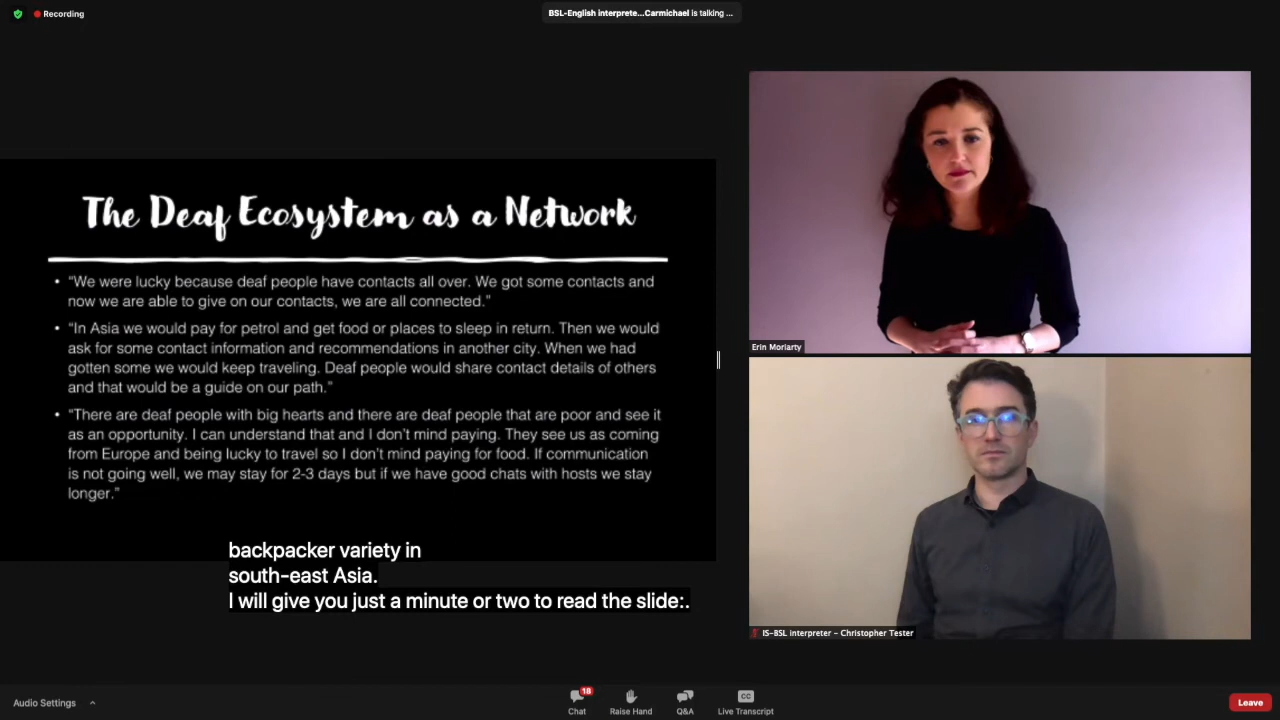 Recording
BSL-English interprete...Carmichael is talking ...
The Deaf Ecosystem as a Network
• “We were lucky because deaf people have contacts all over. We got some contacts and
now we are able to give on our contacts, we are all connected.”
• “In Asia we would pay for petrol and get food or places to sleep in return. Then we would
ask for some contact information and recommendations in another city. When we had
gotten some we would keep traveling. Deaf people would share contact details of others
and that would be a guide on our path.”
• “There are deaf people with big hearts and there are deaf people that are poor and see it
as an opportunity. I can understand that and I don’t mind paying. They see us as coming
from Europe and being lucky to travel so I don’t mind paying for food. If communication
is not going well, we may stay for 2-3 days but if we have good chats with hosts we stay
longer.”
backpacker variety in
south-east Asia.
I will give you just a minute or two to read the slide:.
Erin Moriarty
IS-BSL interpreter - Christopher Tester
Audio Settings
18
Chat
Raise Hand
Q&A
CC
Live Transcript
Leave